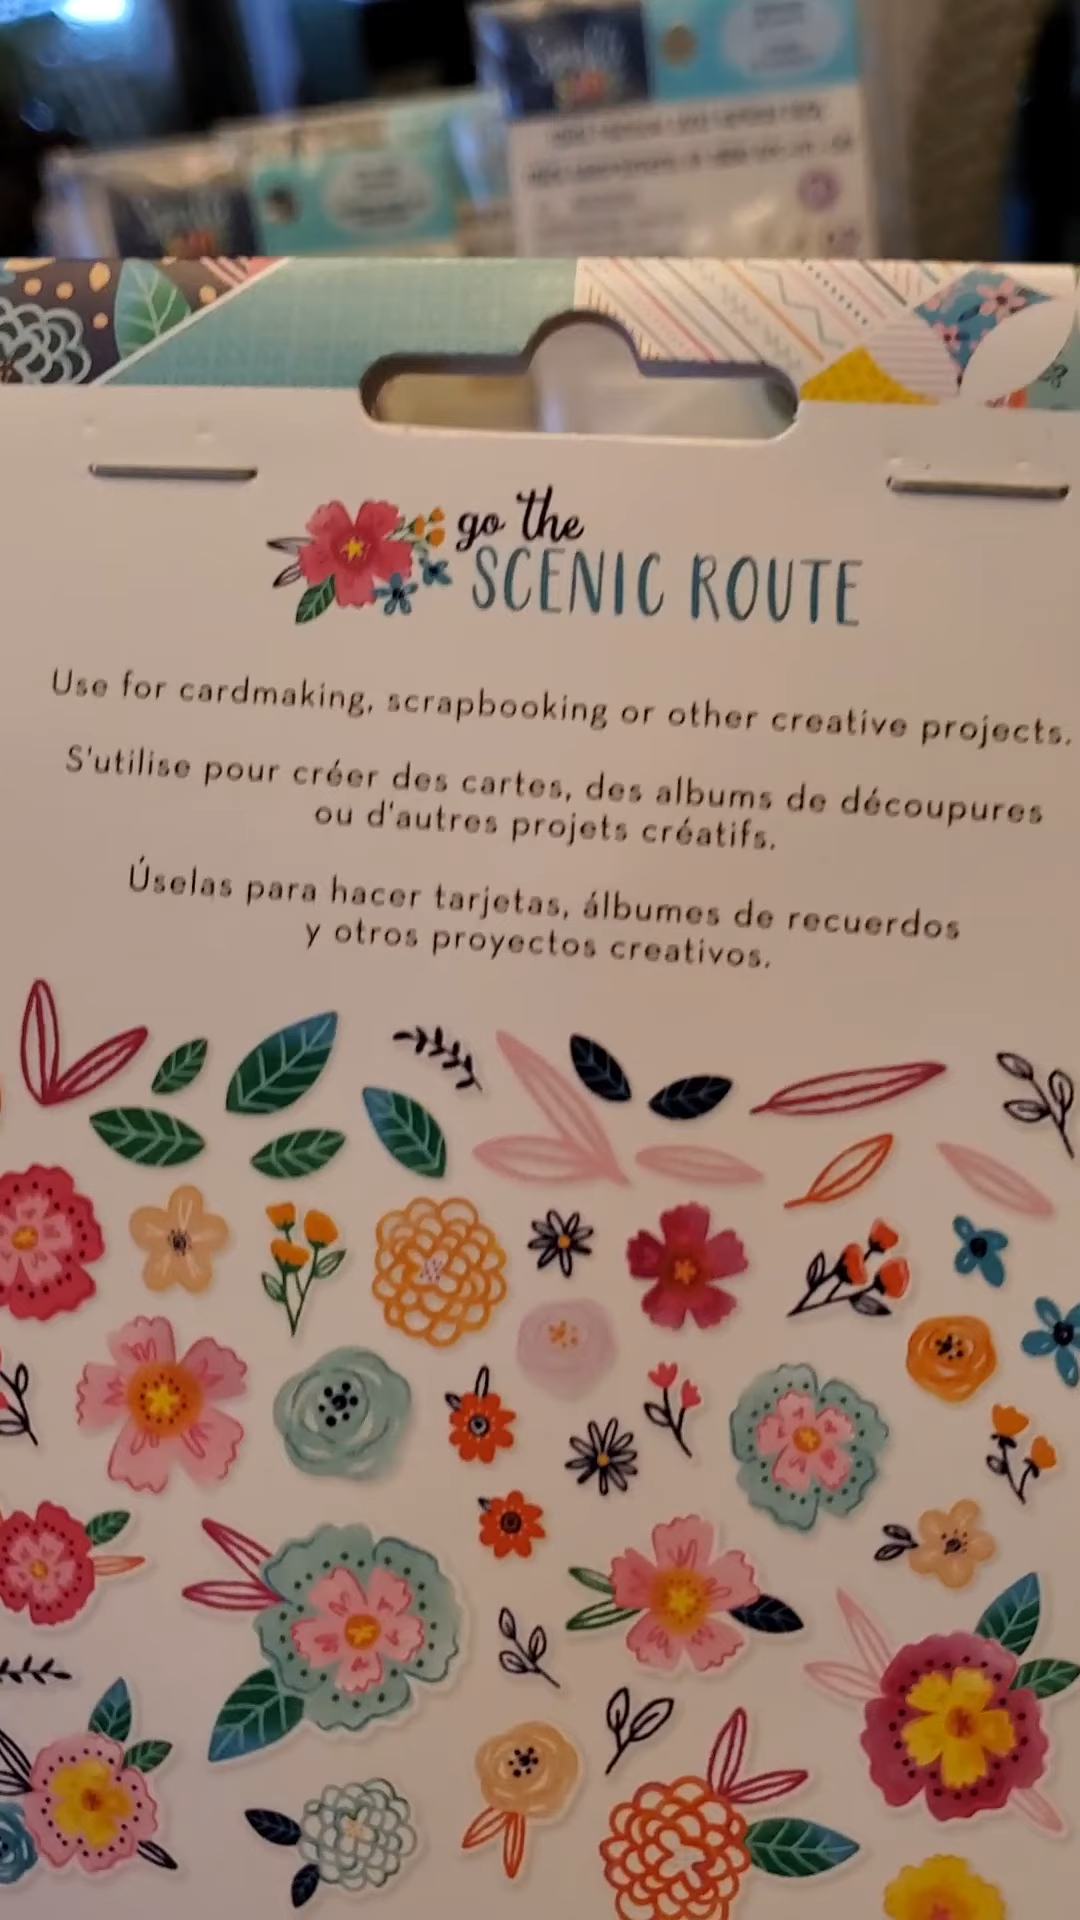 go the
SCENIC ROUTE
Use for cardmaking, scrapbooking or other creative projects.
S'utilise pour créer des cartes, des albums de découpures
ou d'autres projets créatifs.
Úselas para hacer tarjetas, álbumes de recuerdos
y otros proyectos creativos.